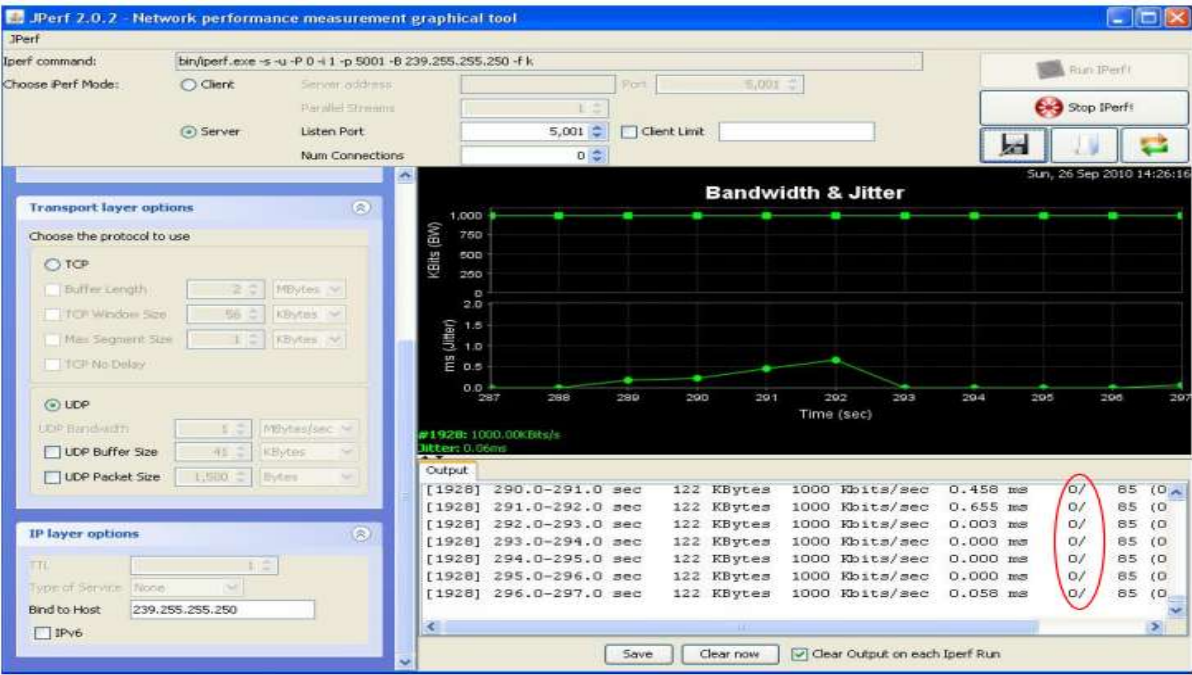 JPerf 2.0.2 - Network performance measurement graphical tool
JPerf
Iperf command: bin/iperf.exe -s -u -P 0 -i 1 -p 5001 -B 239.255.255.250 -f k
Choose iPerf Mode: Client Server address Port 5,001
Parallel Streams 1
Server Listen Port 5,001 Client Limit
Num Connections 0
Run IPerf!
Stop IPerf!
Transport layer options
Choose the protocol to use
TCP
Buffer Length 2 MBytes
TCP Window Size 56 KBytes
Max Segment Size 1 KBytes
TCP No Delay
UDP
UDP Bandwidth 1 MBytes/sec
UDP Buffer Size 41 KBytes
UDP Packet Size 1,500 Bytes
IP layer options
TTL 1
Type of Service None
Bind to Host 239.255.255.250
IPv6
Sun, 26 Sep 2010 14:26:16
Bandwidth & Jitter
KBits (BW)
1,000
750
500
250
0
ms (Jitter)
2.0
1.5
1.0
0.5
0.0
287 288 289 290 291 292 293 294 295 296 297
Time (sec)
#1928: 1000.00KBits/s
Jitter: 0.06ms
Output
[1928] 290.0-291.0 sec 122 KBytes 1000 Kbits/sec 0.458 ms 0/ 85 (0
[1928] 291.0-292.0 sec 122 KBytes 1000 Kbits/sec 0.655 ms 0/ 85 (0
[1928] 292.0-293.0 sec 122 KBytes 1000 Kbits/sec 0.003 ms 0/ 85 (0
[1928] 293.0-294.0 sec 122 KBytes 1000 Kbits/sec 0.000 ms 0/ 85 (0
[1928] 294.0-295.0 sec 122 KBytes 1000 Kbits/sec 0.000 ms 0/ 85 (0
[1928] 295.0-296.0 sec 122 KBytes 1000 Kbits/sec 0.000 ms 0/ 85 (0
[1928] 296.0-297.0 sec 122 KBytes 1000 Kbits/sec 0.058 ms 0/ 85 (0
Save Clear now Clear Output on each Iperf Run